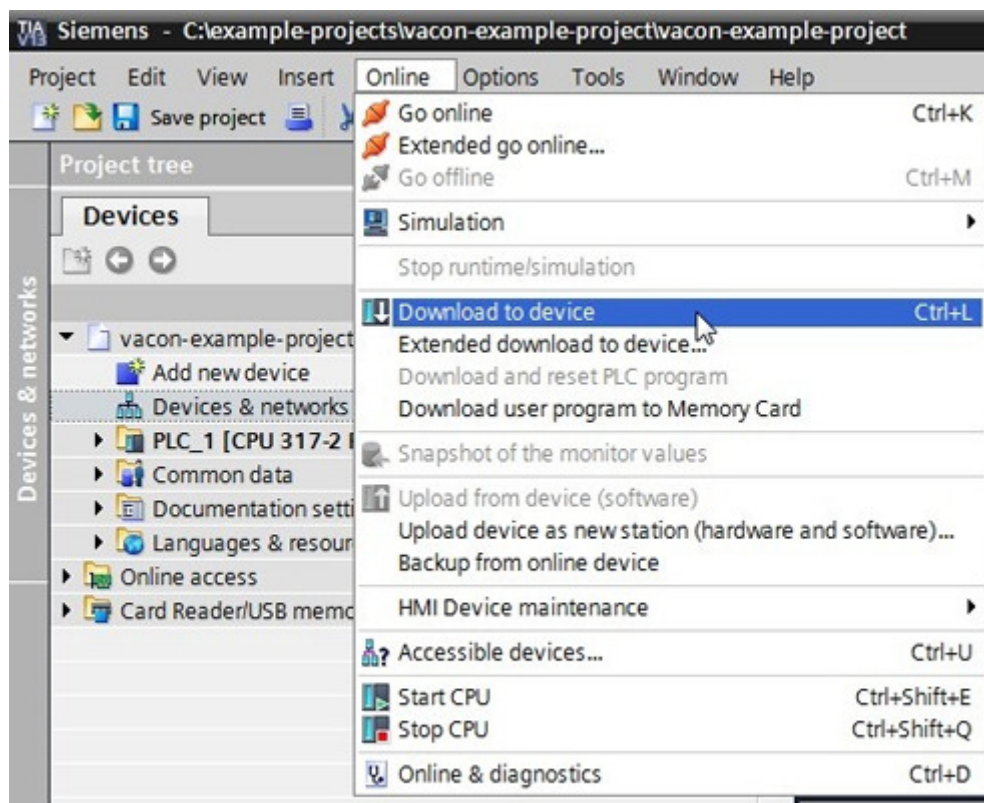 TIA V13 Siemens - C:\example-projects\vacon-example-project\vacon-example-project
Project Edit View Insert Online Options Tools Window Help
Save project
Project tree
Devices
Devices & networks
vacon-example-project
Add new device
Devices & networks
PLC_1 [CPU 317-2
Common data
Documentation setti
Languages & resour
Online access
Card Reader/USB memo
Go online Ctrl+K
Extended go online...
Go offline Ctrl+M
Simulation
Stop runtime/simulation
Download to device Ctrl+L
Extended download to device...
Download and reset PLC program
Download user program to Memory Card
Snapshot of the monitor values
Upload from device (software)
Upload device as new station (hardware and software)...
Backup from online device
HMI Device maintenance
Accessible devices... Ctrl+U
Start CPU Ctrl+Shift+E
Stop CPU Ctrl+Shift+Q
Online & diagnostics Ctrl+D